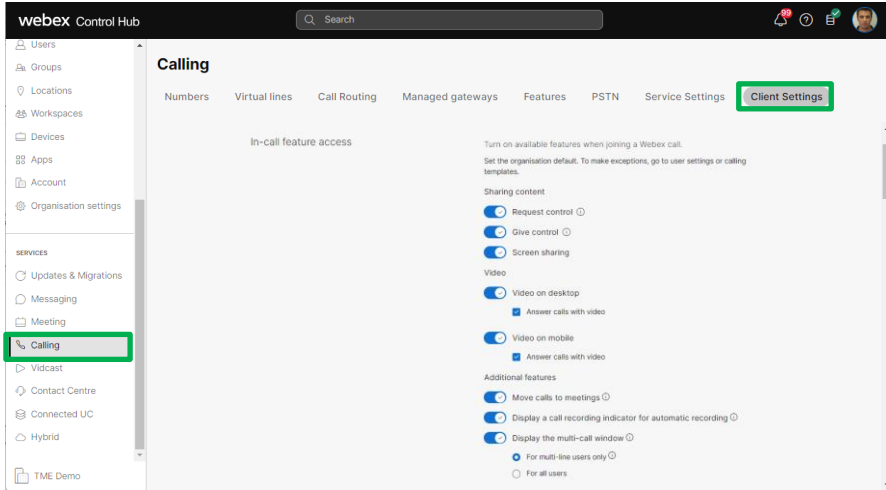 webex Control Hub
Search
99
Users
Groups
Locations
Workspaces
Devices
Apps
Account
Organisation settings
SERVICES
Updates & Migrations
Messaging
Meeting
Calling
Vidcast
Contact Centre
Connected UC
Hybrid
TME Demo
Calling
Numbers Virtual lines Call Routing Managed gateways Features PSTN Service Settings Client Settings
In-call feature access
Turn on available features when joining a Webex call.
Set the organisation default. To make exceptions, go to user settings or calling
templates.
Sharing content
Request control
Give control
Screen sharing
Video
Video on desktop
Answer calls with video
Video on mobile
Answer calls with video
Additional features
Move calls to meetings
Display a call recording indicator for automatic recording
Display the multi-call window
For multi-line users only
For all users